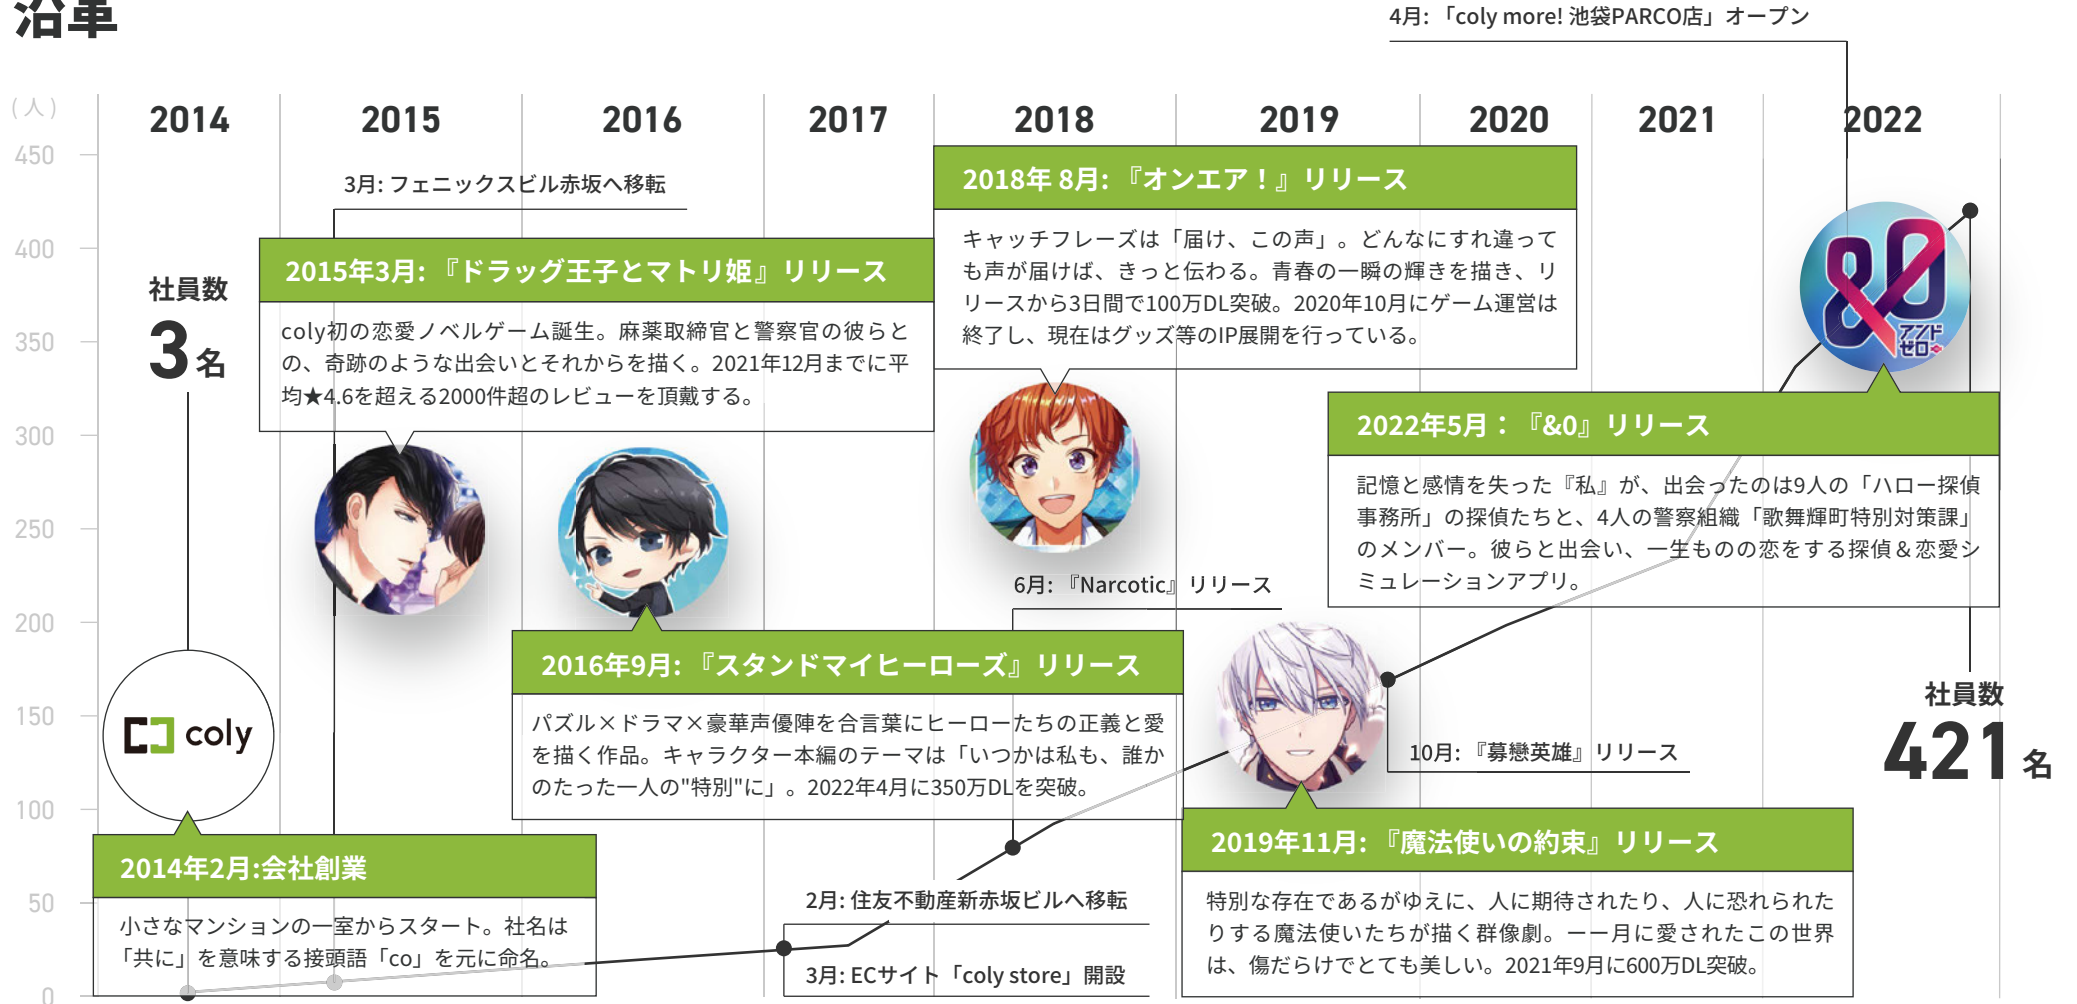 沿革
4月: 「coly more! 池袋PARCO店」オープン
(人)
2014
2015
2016
2017
2018
2019
2020
2021
2022
450
400
350
300
250
200
150
100
50
0
3月: フェニックスビル赤坂へ移転
社員数
3名
2015年3月: 『ドラッグ王子とマトリ姫』リリース
coly初の恋愛ノベルゲーム誕生。麻薬取締官と警察官の彼らと
の、奇跡のような出会いとそれからを描く。2021年12月までに平
均★4.6を超える2000件超のレビューを頂戴する。
2018年 8月: 『オンエア！』リリース
キャッチフレーズは「届け、この声」。どんなにすれ違って
も声が届けば、きっと伝わる。青春の一瞬の輝きを描き、リ
リースから3日間で100万DL突破。2020年10月にゲーム運営は
終了し、現在はグッズ等のIP展開を行っている。
&0
アンド
ゼロ
2022年5月：『&0』リリース
記憶と感情を失った『私』が、出会ったのは9人の「ハロー探偵
事務所」の探偵たちと、4人の警察組織「歌舞輝町特別対策課」
のメンバー。彼らと出会い、一生ものの恋をする探偵＆恋愛シ
ミュレーションアプリ。
6月: 『Narcotic』リリース
2016年9月: 『スタンドマイヒーローズ』リリース
パズル×ドラマ×豪華声優陣を合言葉にヒーローたちの正義と愛
を描く作品。キャラクター本編のテーマは「いつかは私も、誰か
のたった一人の"特別"に」。2022年4月に350万DLを突破。
社員数
421名
coly
10月: 『募戀英雄』リリース
2014年2月:会社創業
小さなマンションの一室からスタート。社名は
「共に」を意味する接頭語「co」を元に命名。
2月: 住友不動産新赤坂ビルへ移転
3月: ECサイト「coly store」開設
2019年11月: 『魔法使いの約束』リリース
特別な存在であるがゆえに、人に期待されたり、人に恐れられた
りする魔法使いたちが描く群像劇。ーー月に愛されたこの世界
は、傷だらけでとても美しい。2021年9月に600万DL突破。